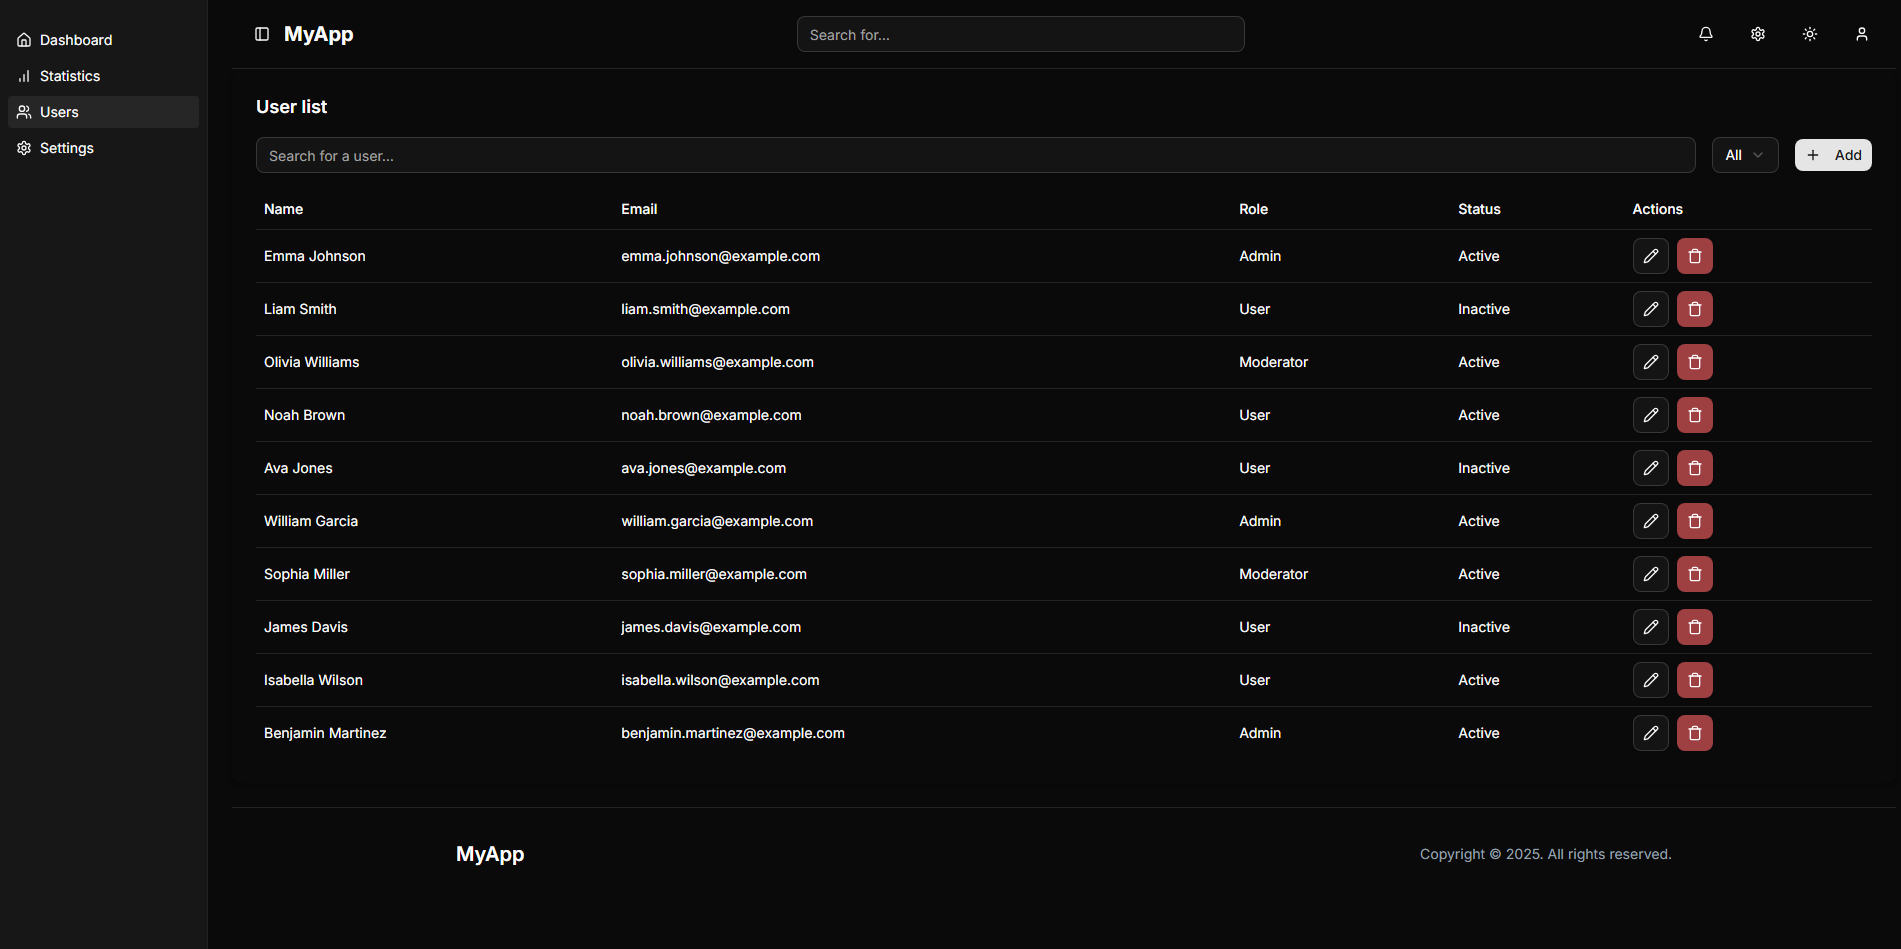 Dashboard
Statistics
Users
Settings
MyApp
Search for...
User list
Search for a user...
All
Add
Name Email Role Status Actions
Emma Johnson emma.johnson@example.com Admin Active
Liam Smith liam.smith@example.com User Inactive
Olivia Williams olivia.williams@example.com Moderator Active
Noah Brown noah.brown@example.com User Active
Ava Jones ava.jones@example.com User Inactive
William Garcia william.garcia@example.com Admin Active
Sophia Miller sophia.miller@example.com Moderator Active
James Davis james.davis@example.com User Inactive
Isabella Wilson isabella.wilson@example.com User Active
Benjamin Martinez benjamin.martinez@example.com Admin Active
MyApp
Copyright © 2025. All rights reserved.